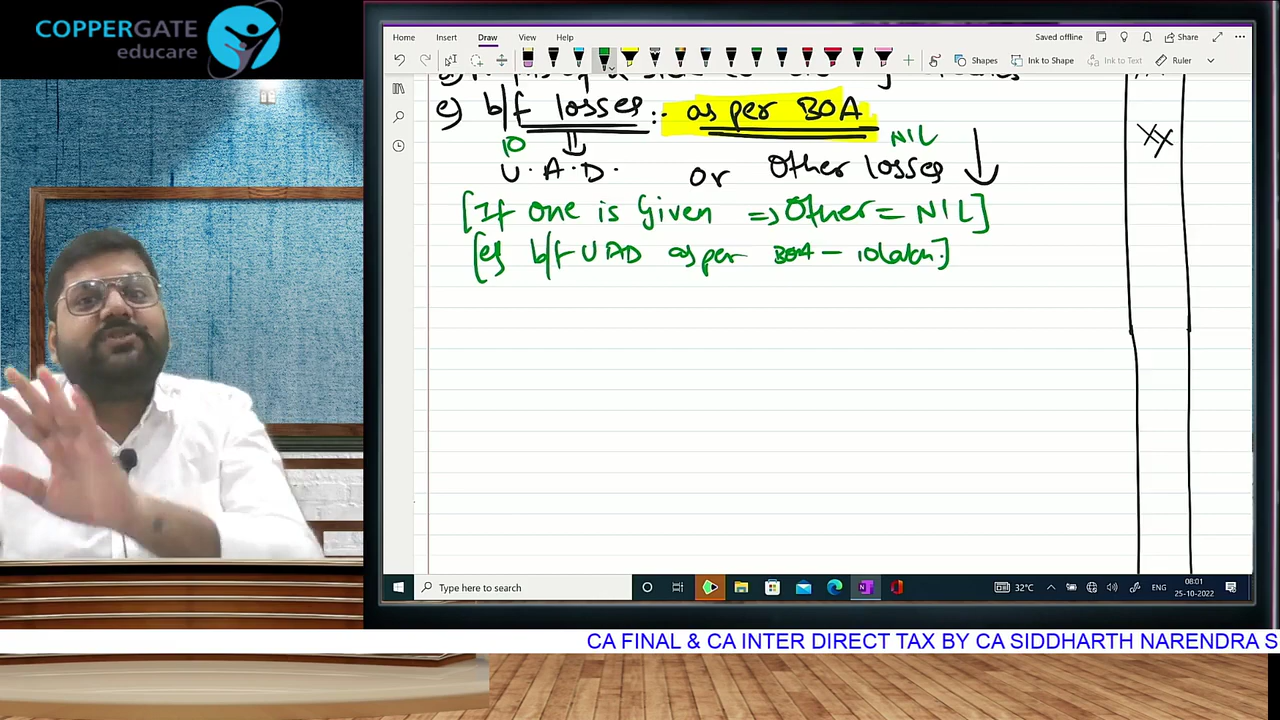 COPPERGATE
educare
Home Insert Draw View Help
Saved offline
Share
Shapes
Ink to Shape
Ink to Text
Ruler
e) b/f losses :- as per BOA
10
NIL
XX
U.A.D. or Other losses
[If one is Given => Other = NIL]
[eg b/f UAD as per BOA - 10 lakh.]
Type here to search
32°C
ENG
08:01
25-10-2022
CA FINAL & CA INTER DIRECT TAX BY CA SIDDHARTH NARENDRA S